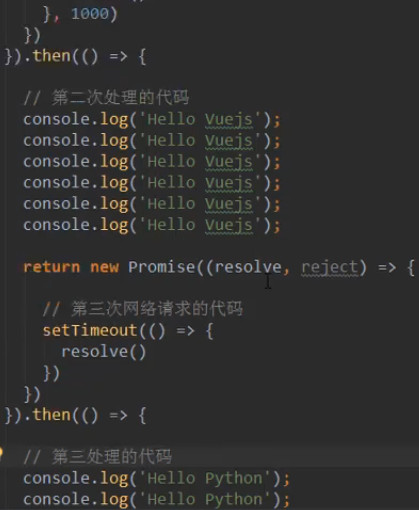 }, 1000)
})
}).then(() => {
// 第二次处理的代码
console.log('Hello Vuejs');
console.log('Hello Vuejs');
console.log('Hello Vuejs');
console.log('Hello Vuejs');
console.log('Hello Vuejs');
console.log('Hello Vuejs');
return new Promise((resolve, reject) => {
// 第三次网络请求的代码
setTimeout(() => {
resolve()
})
})
}).then(() => {
// 第三处理的代码
console.log('Hello Python');
console.log('Hello Python');